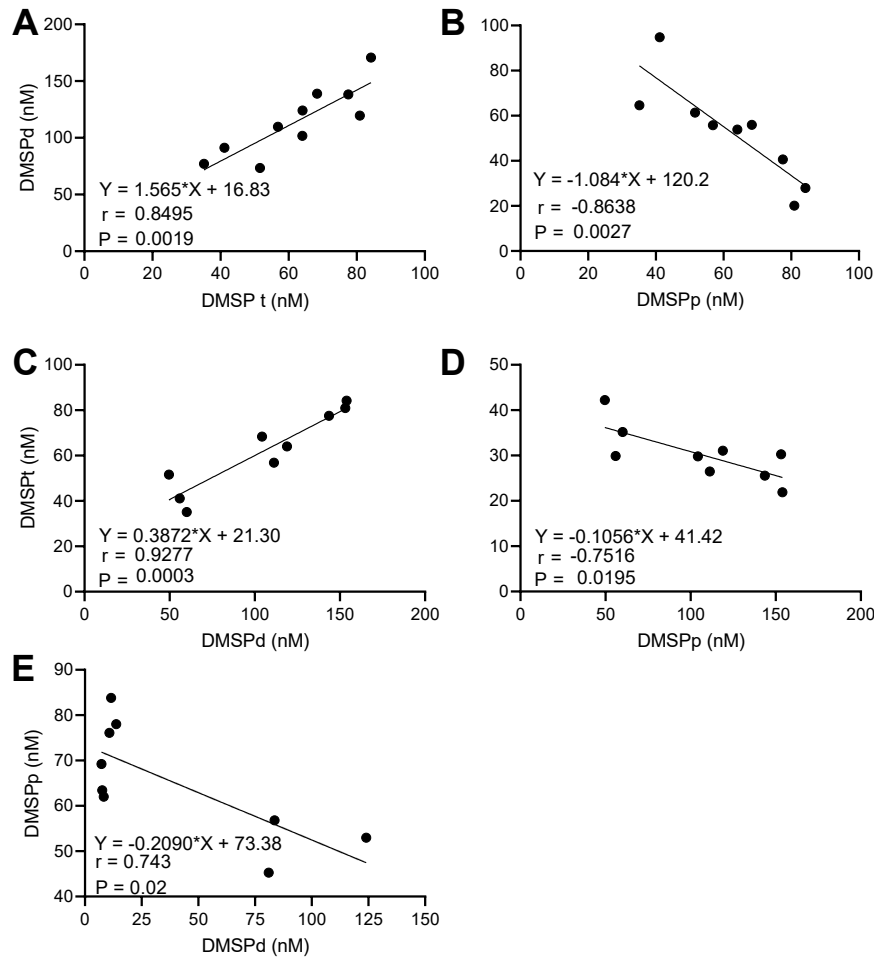 A
200
150
100
50
0
DMSPd (nM)
Y = 1.565*X + 16.83
r = 0.8495
P = 0.0019
0 20 40 60 80 100
DMSP t (nM)
B
100
80
60
40
20
0
Y = -1.084*X + 120.2
r = -0.8638
P = 0.0027
0 20 40 60 80 100
DMSPp (nM)
C
100
80
60
40
20
0
DMSPt (nM)
Y = 0.3872*X + 21.30
r = 0.9277
P = 0.0003
0 50 100 150 200
DMSPd (nM)
D
50
40
30
20
10
0
Y = -0.1056*X + 41.42
r = -0.7516
P = 0.0195
0 50 100 150 200
DMSPp (nM)
E
90
80
70
60
50
40
DMSPp (nM)
Y = -0.2090*X + 73.38
r = 0.743
P = 0.02
0 25 50 75 100 125 150
DMSPd (nM)